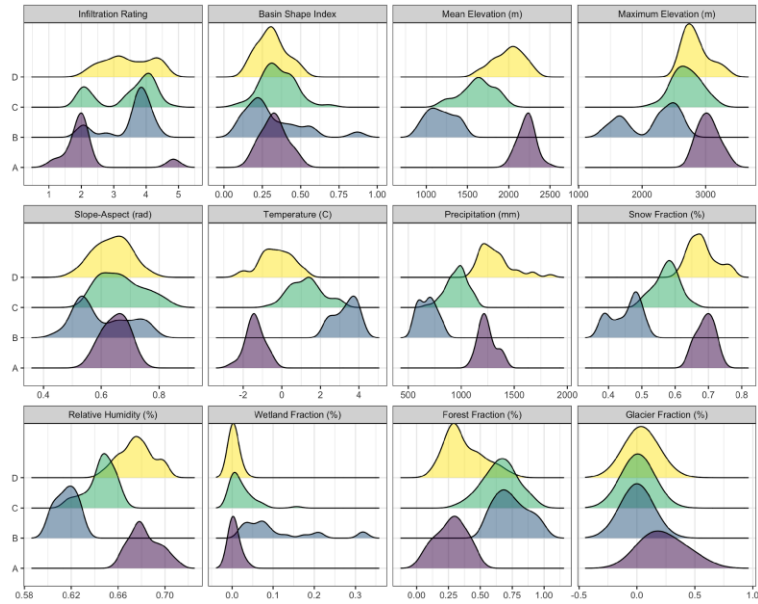 Infiltration Rating
Basin Shape Index
Mean Elevation (m)
Maximum Elevation (m)
D
C
B
A
1 2 3 4 5
0.00 0.25 0.50 0.75 1.00
1000 1500 2000 2500
1000 2000 3000
Slope-Aspect (rad)
Temperature (C)
Precipitation (mm)
Snow Fraction (%)
D
C
B
A
0.4 0.6 0.8
-2 0 2 4
500 1000 1500 2000
0.4 0.5 0.6 0.7 0.8
Relative Humidity (%)
Wetland Fraction (%)
Forest Fraction (%)
Glacier Fraction (%)
D
C
B
A
0.58 0.62 0.66 0.70
0.0 0.1 0.2 0.3
0.00 0.25 0.50 0.75 1.00
-0.5 0.0 0.5 1.0